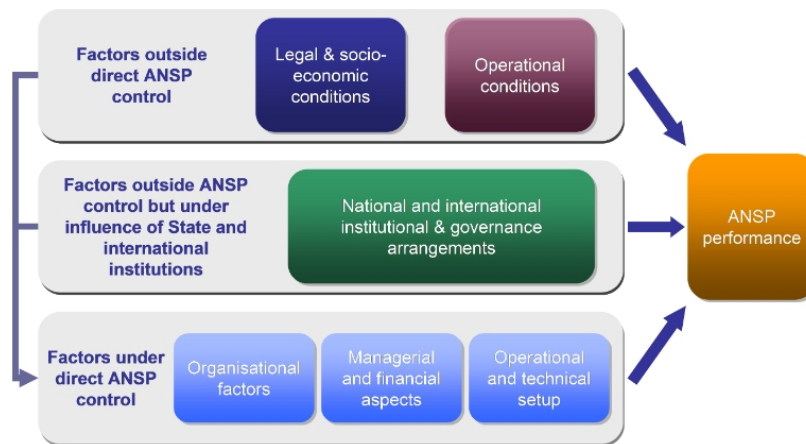 Factors outside
direct ANSP
control
Legal & socio-
economic
conditions
Operational
conditions
Factors outside ANSP
control but under
influence of State and
international
institutions
National and international
institutional & governance
arrangements
ANSP
performance
Factors under
direct ANSP
control
Organisational
factors
Managerial
and financial
aspects
Operational
and technical
setup